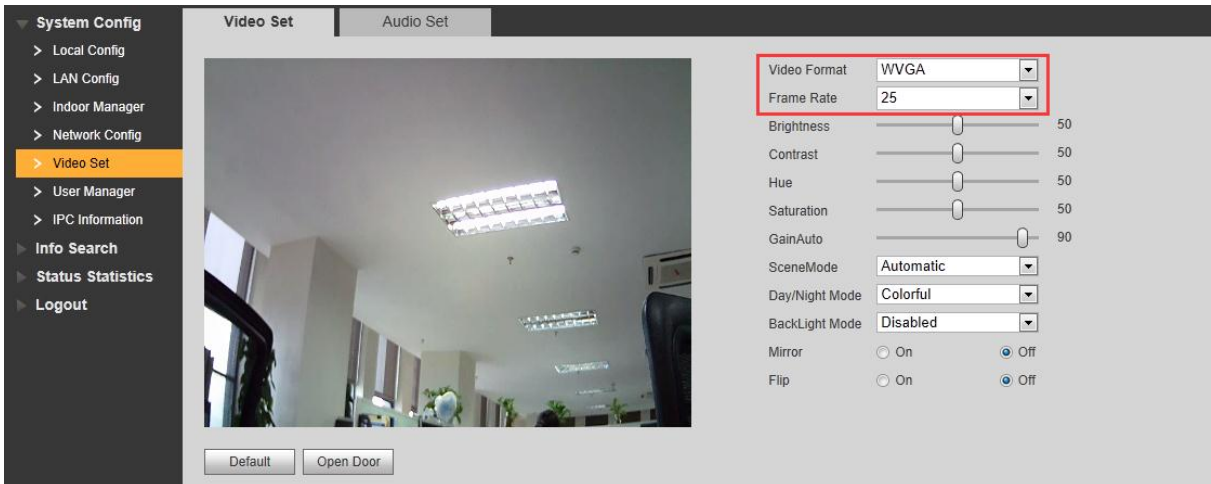 System Config
> Local Config
> LAN Config
> Indoor Manager
> Network Config
> Video Set
> User Manager
> IPC Information
Info Search
Status Statistics
Logout
Video Set
Audio Set
Video Format WVGA
Frame Rate 25
Brightness 50
Contrast 50
Hue 50
Saturation 50
GainAuto 90
SceneMode Automatic
Day/Night Mode Colorful
BackLight Mode Disabled
Mirror On Off
Flip On Off
Default Open Door